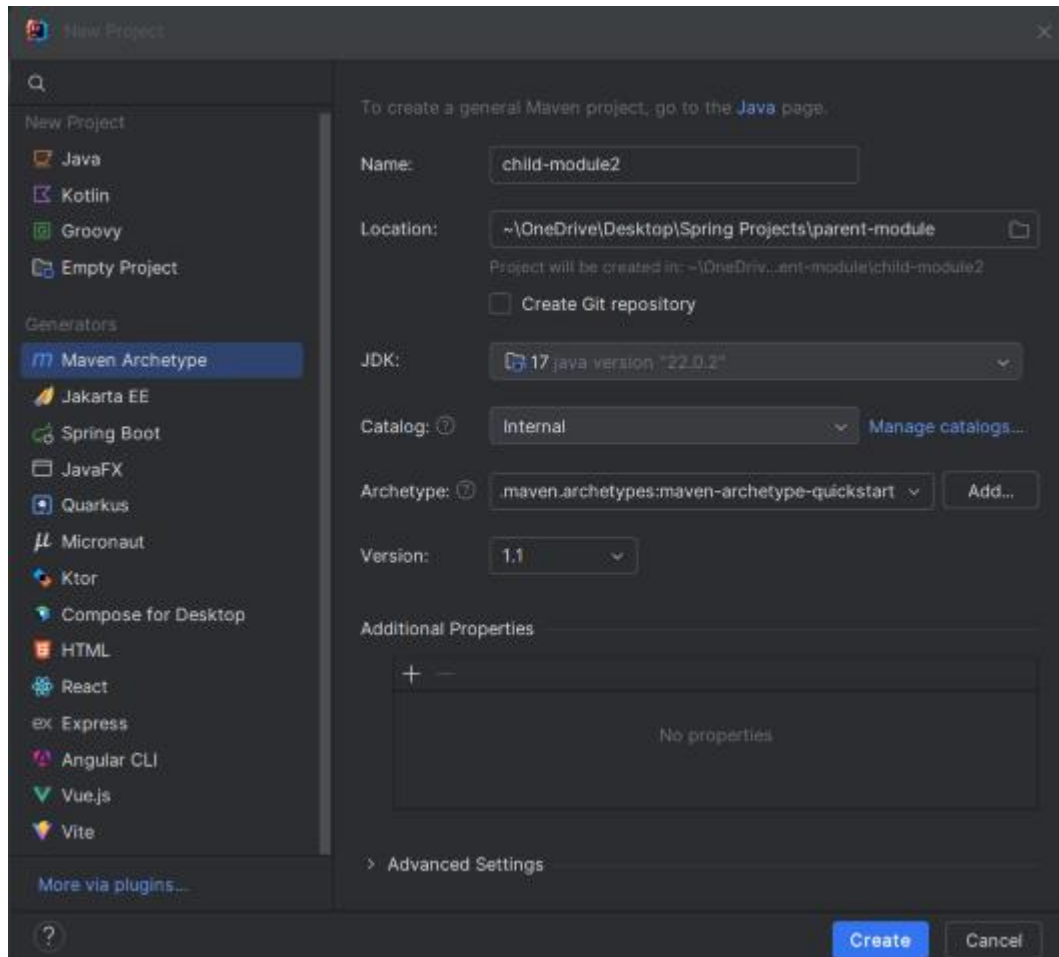 New Project
New Project
Java
Kotlin
Groovy
Empty Project
Generators
Maven Archetype
Jakarta EE
Spring Boot
JavaFX
Quarkus
Micronaut
Ktor
Compose for Desktop
HTML
React
ex Express
Angular CLI
Vue.js
Vite
More via plugins...
?
To create a general Maven project, go to the Java page.
Name: child-module2
Location: ~\OneDrive\Desktop\Spring Projects\parent-module
Project will be created in: ~\OneDriv...ent-module\child-module2
Create Git repository
JDK: 17 java version "22.0.2"
Catalog: ? Internal Manage catalogs...
Archetype: ? .maven.archetypes:maven-archetype-quickstart Add...
Version: 1.1
Additional Properties
No properties
Advanced Settings
Create Cancel